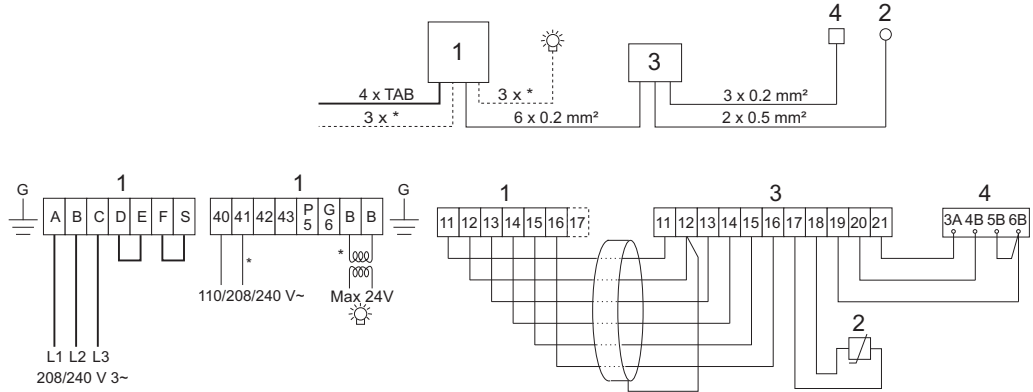 4 2
1
3
4 x TAB 3 x * 3 x 0.2 mm²
3 x * 6 x 0.2 mm² 2 x 0.5 mm²
1 1 1 3 4
G G
A B C D E F S
40 41 42 43 P5 G6 B B
11 12 13 14 15 16 17
11 12 13 14 15 16 17 18 19 20 21
3A 4B 5B 6B
* *
110/208/240 V~ Max 24V
2
L1 L2 L3
208/240 V 3~